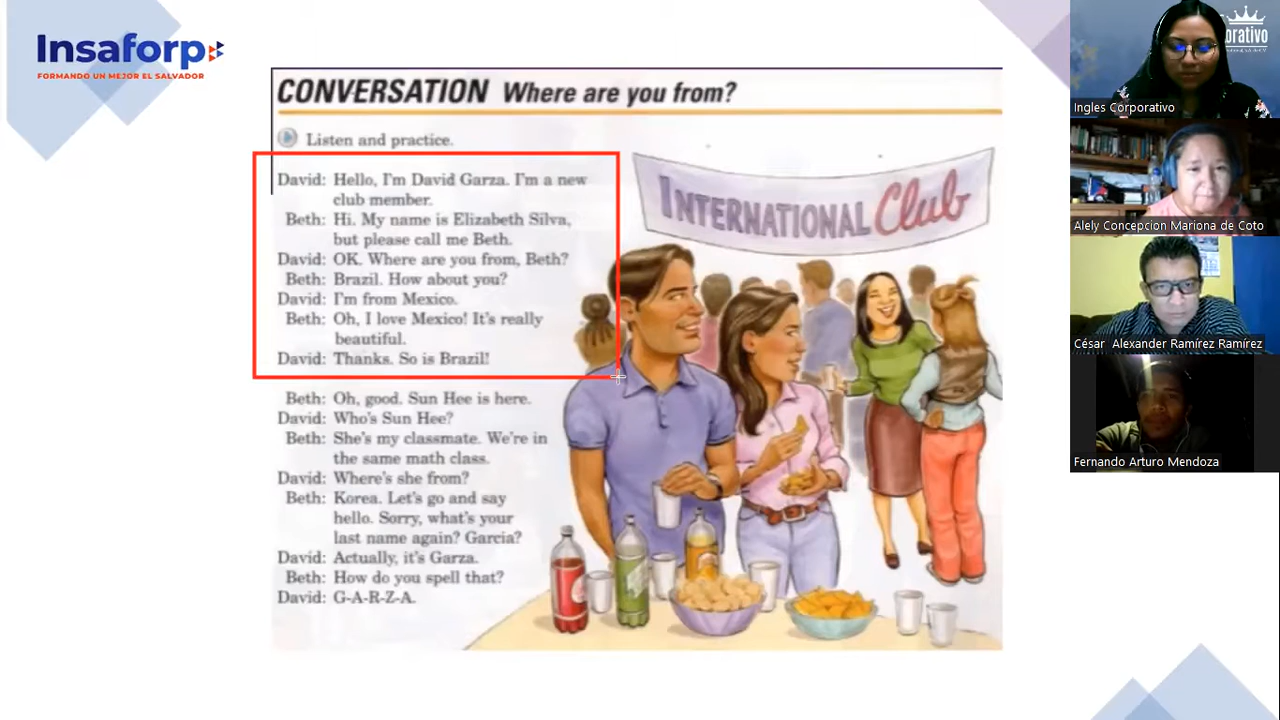 Insaforp
FORMANDO UN MEJOR EL SALVADOR
CONVERSATION Where are you from?
Listen and practice.
David: Hello, I'm David Garza. I'm a new
club member.
Beth: Hi. My name is Elizabeth Silva,
but please call me Beth.
David: OK. Where are you from, Beth?
Beth: Brazil. How about you?
David: I'm from Mexico.
Beth: Oh, I love Mexico! It's really
beautiful.
David: Thanks. So is Brazil!
Beth: Oh, good. Sun Hee is here.
David: Who's Sun Hee?
Beth: She's my classmate. We're in
the same math class.
David: Where's she from?
Beth: Korea. Let's go and say
hello. Sorry, what's your
last name again? Garcia?
David: Actually, it's Garza.
Beth: How do you spell that?
David: G-A-R-Z-A.
INTERNATIONAL Club
Ingles Corporativo
Alely Concepcion Mariona de Coto
César Alexander Ramírez Ramírez
Fernando Arturo Mendoza